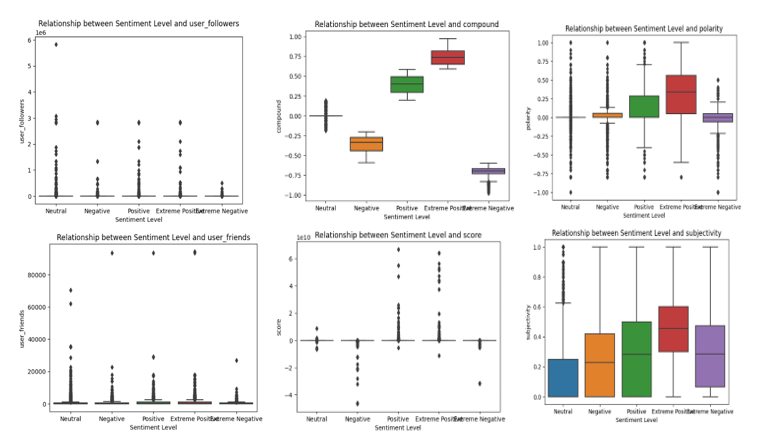 Relationship between Sentiment Level and user_followers
1e6
6
5
4
3
2
1
0
user_followers
Neutral Negative Positive Extreme Positive Extreme Negative
Sentiment Level
Relationship between Sentiment Level and compound
1.00
0.75
0.50
0.25
0.00
−0.25
−0.50
−0.75
−1.00
compound
Neutral Negative Positive Extreme Positive Extreme Negative
Sentiment Level
Relationship between Sentiment Level and polarity
1.00
0.75
0.50
0.25
0.00
−0.25
−0.50
−0.75
−1.00
polarity
Neutral Negative Positive Extreme Positive Extreme Negative
Sentiment Level
Relationship between Sentiment Level and user_friends
80000
60000
40000
20000
0
user_friends
Neutral Negative Positive Extreme Positive Extreme Negative
Sentiment Level
Relationship between Sentiment Level and score
1e10
6
4
2
0
−2
−4
score
Neutral Negative Positive Extreme Positive Extreme Negative
Sentiment Level
Relationship between Sentiment Level and subjectivity
1.0
0.8
0.6
0.4
0.2
0.0
subjectivity
Neutral Negative Positive Extreme Positive Extreme Negative
Sentiment Level